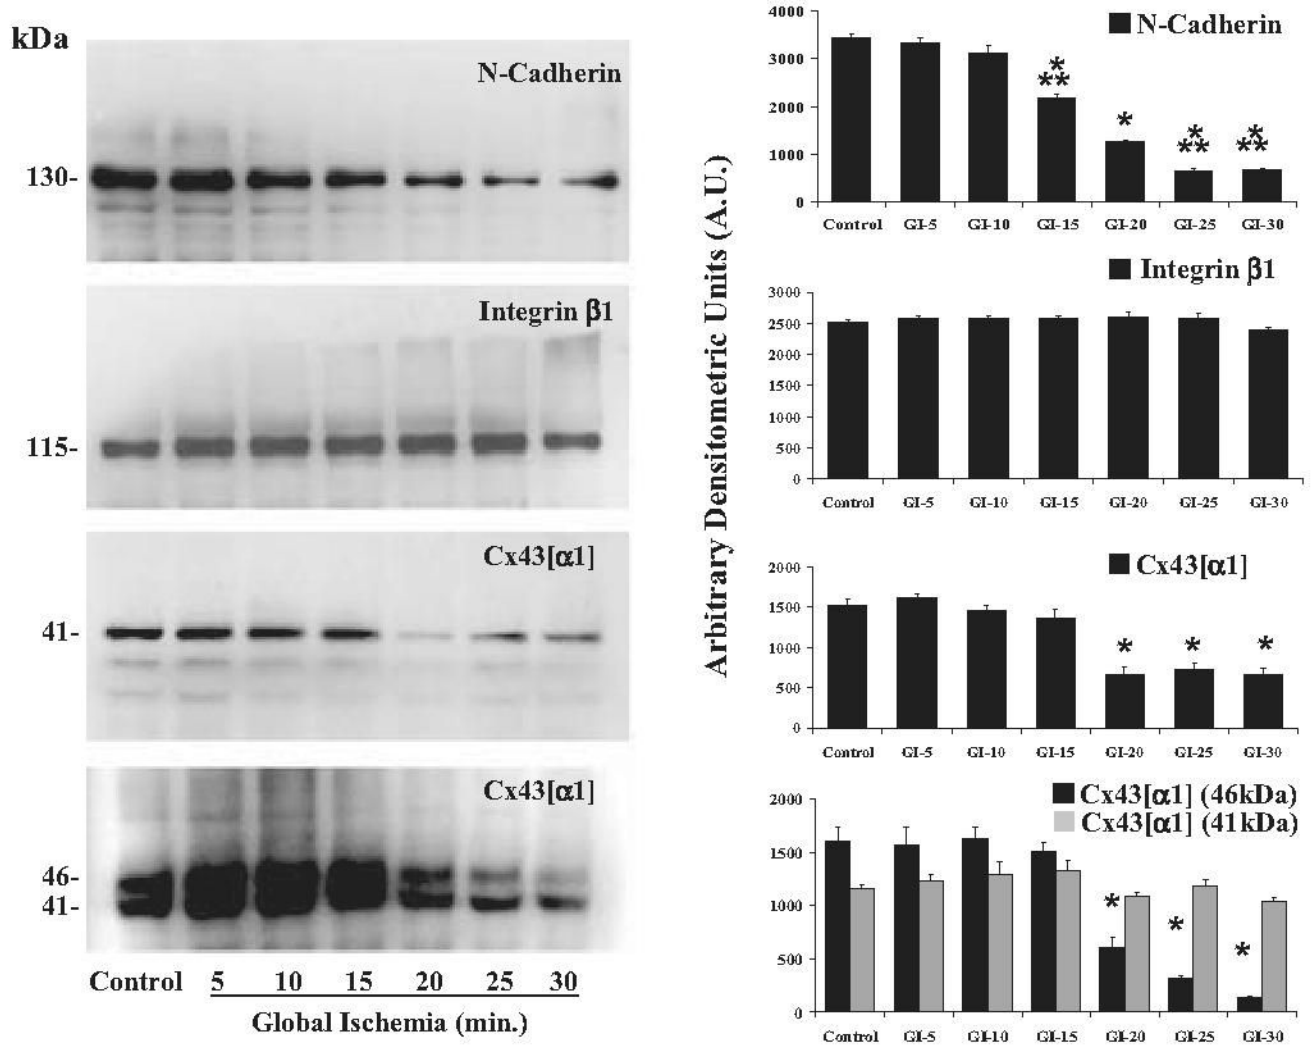 kDa
N-Cadherin
130-
Integrin β1
115-
Cx43[α1]
41-
Cx43[α1]
46-
41-
Control 5 10 15 20 25 30
Global Ischemia (min.)
Arbitrary Densitometric Units (A.U.)
N-Cadherin
4000
3000
2000
1000
0
*
**
*
*
**
*
**
Control GI-5 GI-10 GI-15 GI-20 GI-25 GI-30
Integrin β1
3000
2500
2000
1500
1000
500
0
Control GI-5 GI-10 GI-15 GI-20 GI-25 GI-30
Cx43[α1]
2000
1500
1000
500
0
* * *
Control GI-5 GI-10 GI-15 GI-20 GI-25 GI-30
Cx43[α1] (46kDa)
Cx43[α1] (41kDa)
2000
1500
1000
500
0
* * *
Control GI-5 GI-10 GI-15 GI-20 GI-25 GI-30